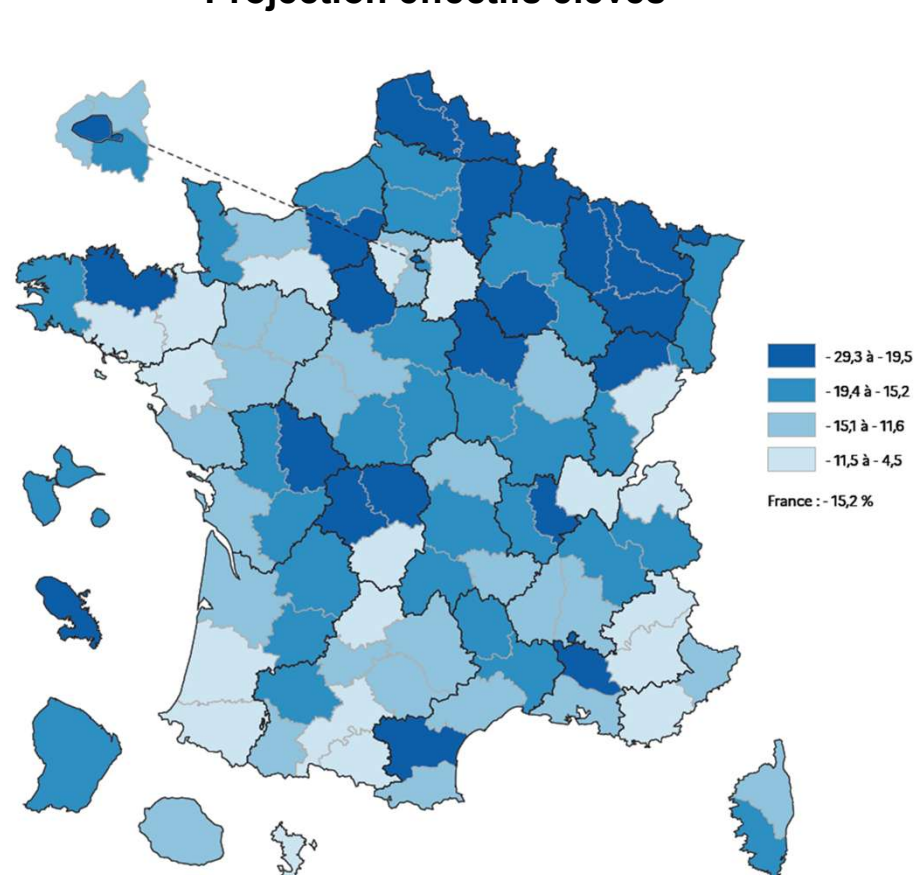 Projection effectifs élèves
- 29,3 à - 19,5
- 19,4 à - 15,2
- 15,1 à - 11,6
- 11,5 à - 4,5
France : - 15,2 %